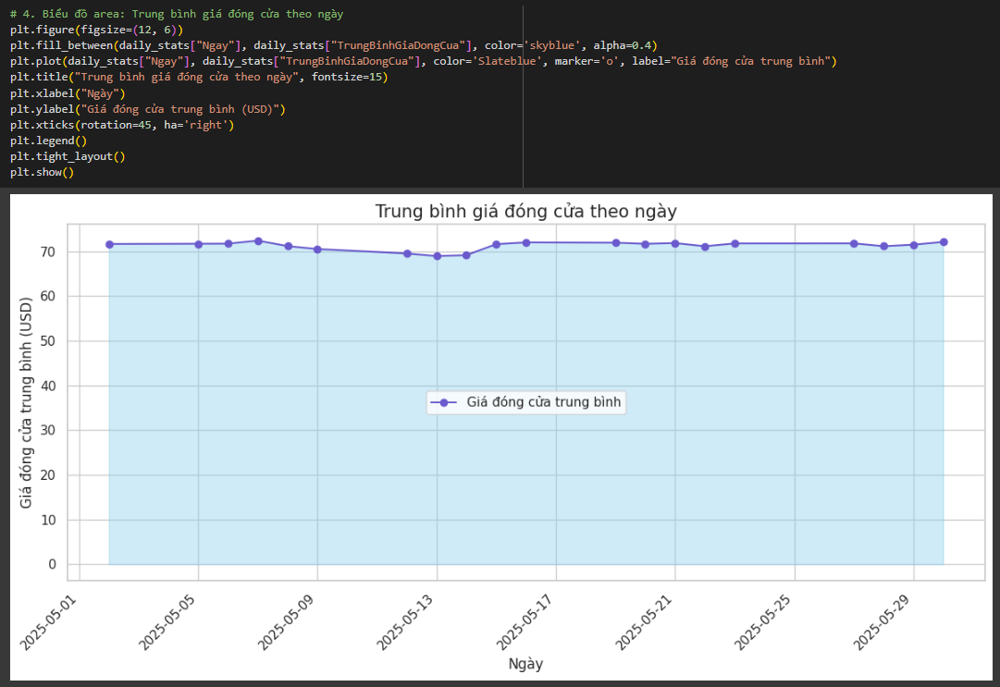 # 4. Biểu đồ area: Trung bình giá đóng cửa theo ngày
plt.figure(figsize=(12, 6))
plt.fill_between(daily_stats["Ngay"], daily_stats["TrungBinhGiaDongCua"], color='skyblue', alpha=0.4)
plt.plot(daily_stats["Ngay"], daily_stats["TrungBinhGiaDongCua"], color='Slateblue', marker='o', label="Giá đóng cửa trung bình")
plt.title("Trung bình giá đóng cửa theo ngày", fontsize=15)
plt.xlabel("Ngày")
plt.ylabel("Giá đóng cửa trung bình (USD)")
plt.xticks(rotation=45, ha='right')
plt.legend()
plt.tight_layout()
plt.show()
Trung bình giá đóng cửa theo ngày
Giá đóng cửa trung bình (USD)
70
60
50
40
30
20
10
0
Giá đóng cửa trung bình
2025-05-01
2025-05-05
2025-05-09
2025-05-13
2025-05-17
2025-05-21
2025-05-25
2025-05-29
Ngày